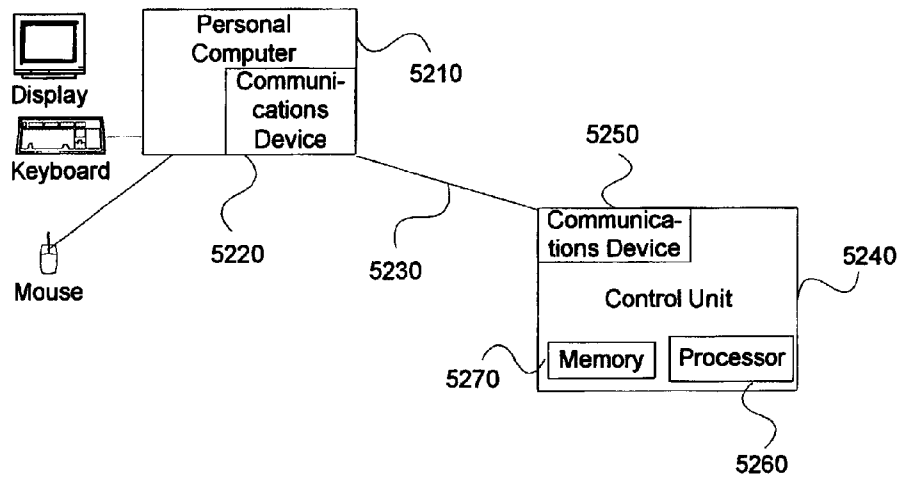 Personal
Computer
5210
Communi-
cations
Device
Display
Keyboard
Mouse
5220
5230
5250
Communica-
tions Device
5240
Control Unit
Memory
Processor
5270
5260